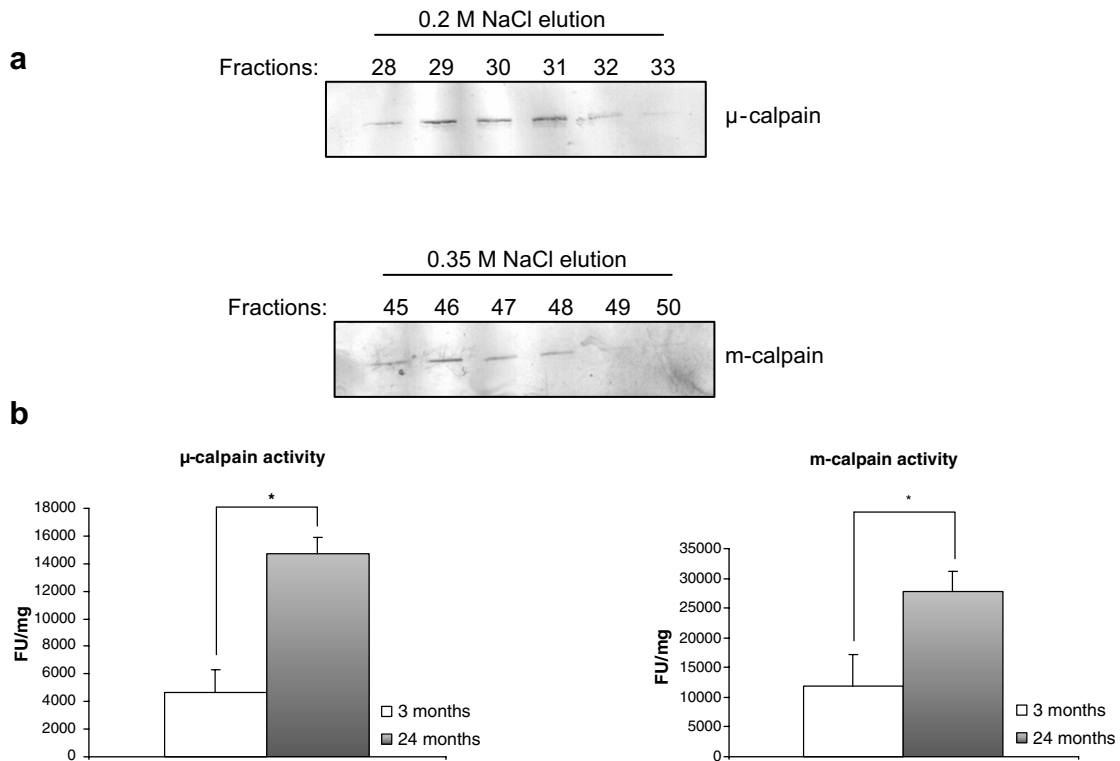 a
0.2 M NaCl elution
Fractions: 28 29 30 31 32 33
μ-calpain
0.35 M NaCl elution
Fractions: 45 46 47 48 49 50
m-calpain
b
μ-calpain activity
*
18000
16000
14000
12000
10000
8000
6000
4000
2000
0
FU/mg
3 months
24 months
m-calpain activity
*
35000
30000
25000
20000
15000
10000
5000
0
FU/mg
3 months
24 months